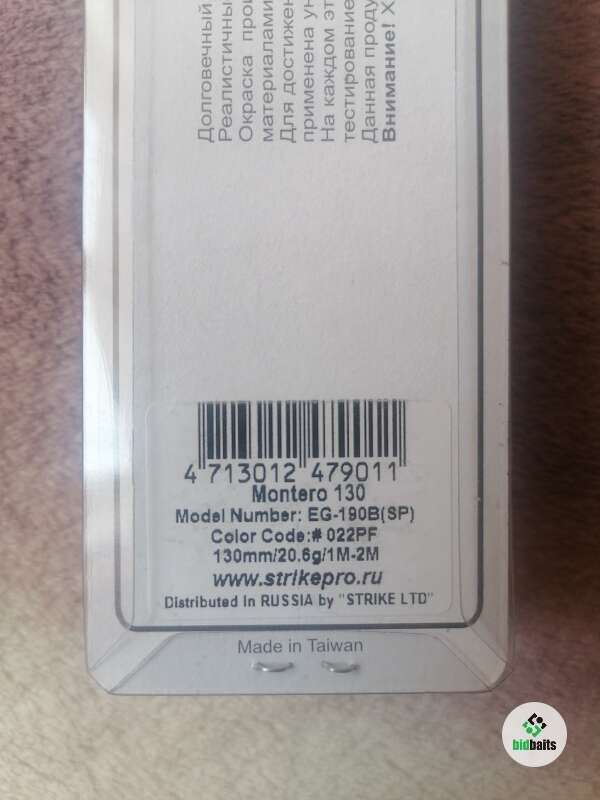 Долговечный
Реалистичны
Окраска про
материалами
Для достижен
применена ун
На каждом эт
тестирование
Данная проду
Внимание! Х
4 713012 479011
Montero 130
Model Number: EG-190B(SP)
Color Code:# 022PF
130mm/20.6g/1M-2M
www.strikepro.ru
Distributed In RUSSIA by "STRIKE LTD"
Made in Taiwan
bidbaits